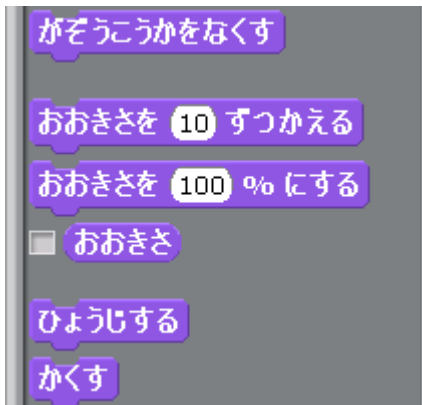 がぞうこうかをなくす
おおきさを 10 ずつかえる
おおきさを 100 % にする
おおきさ
ひょうじする
かくす